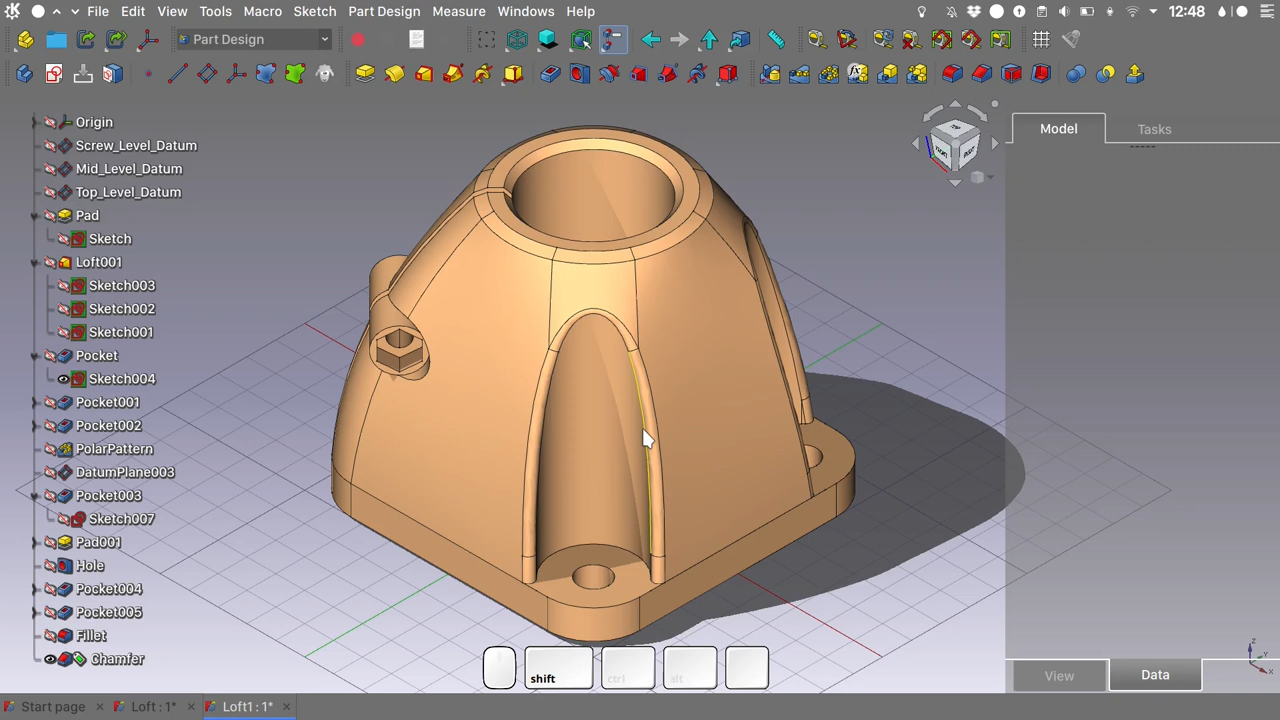 File Edit View Tools Macro Sketch Part Design Measure Windows Help 12:48
Part Design
Origin
Screw_Level_Datum
Mid_Level_Datum
Top_Level_Datum
Pad
Sketch
Loft001
Sketch003
Sketch002
Sketch001
Pocket
Sketch004
Pocket001
Pocket002
PolarPattern
DatumPlane003
Pocket003
Sketch007
Pad001
Hole
Pocket004
Pocket005
Fillet
Chamfer
Model Tasks
shift ctrl alt
View Data
Start page Loft : 1* Loft1 : 1*